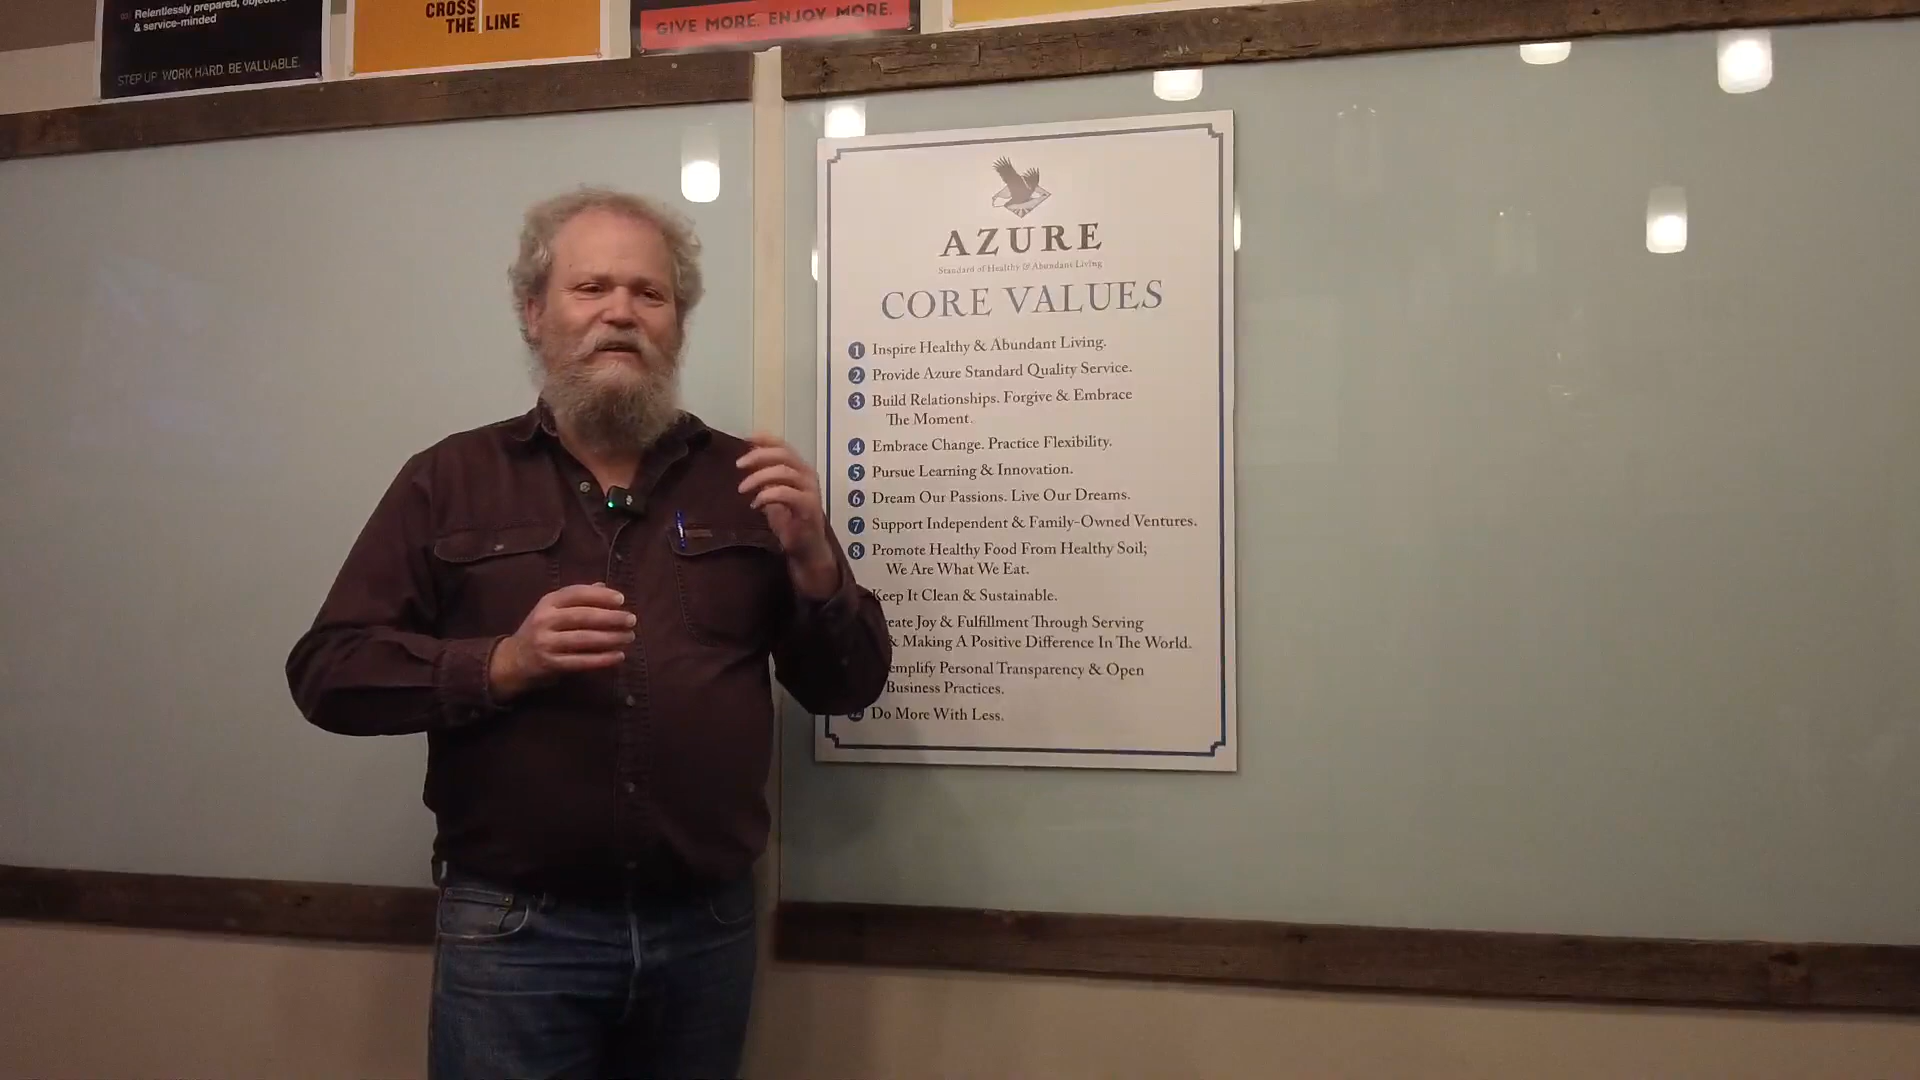 Relentlessly prepared,
& service-minded
STEP UP. WORK HARD. BE VALUABLE.
CROSS
THE LINE
GIVE MORE. ENJOY MORE.
AZURE
Standard of Healthy & Abundant Living
CORE VALUES
1 Inspire Healthy & Abundant Living.
2 Provide Azure Standard Quality Service.
3 Build Relationships. Forgive & Embrace
The Moment.
4 Embrace Change. Practice Flexibility.
5 Pursue Learning & Innovation.
6 Dream Our Passions. Live Our Dreams.
7 Support Independent & Family-Owned Ventures.
8 Promote Healthy Food From Healthy Soil;
We Are What We Eat.
Keep It Clean & Sustainable.
eate Joy & Fulfillment Through Serving
& Making A Positive Difference In The World.
emplify Personal Transparency & Open
Business Practices.
Do More With Less.